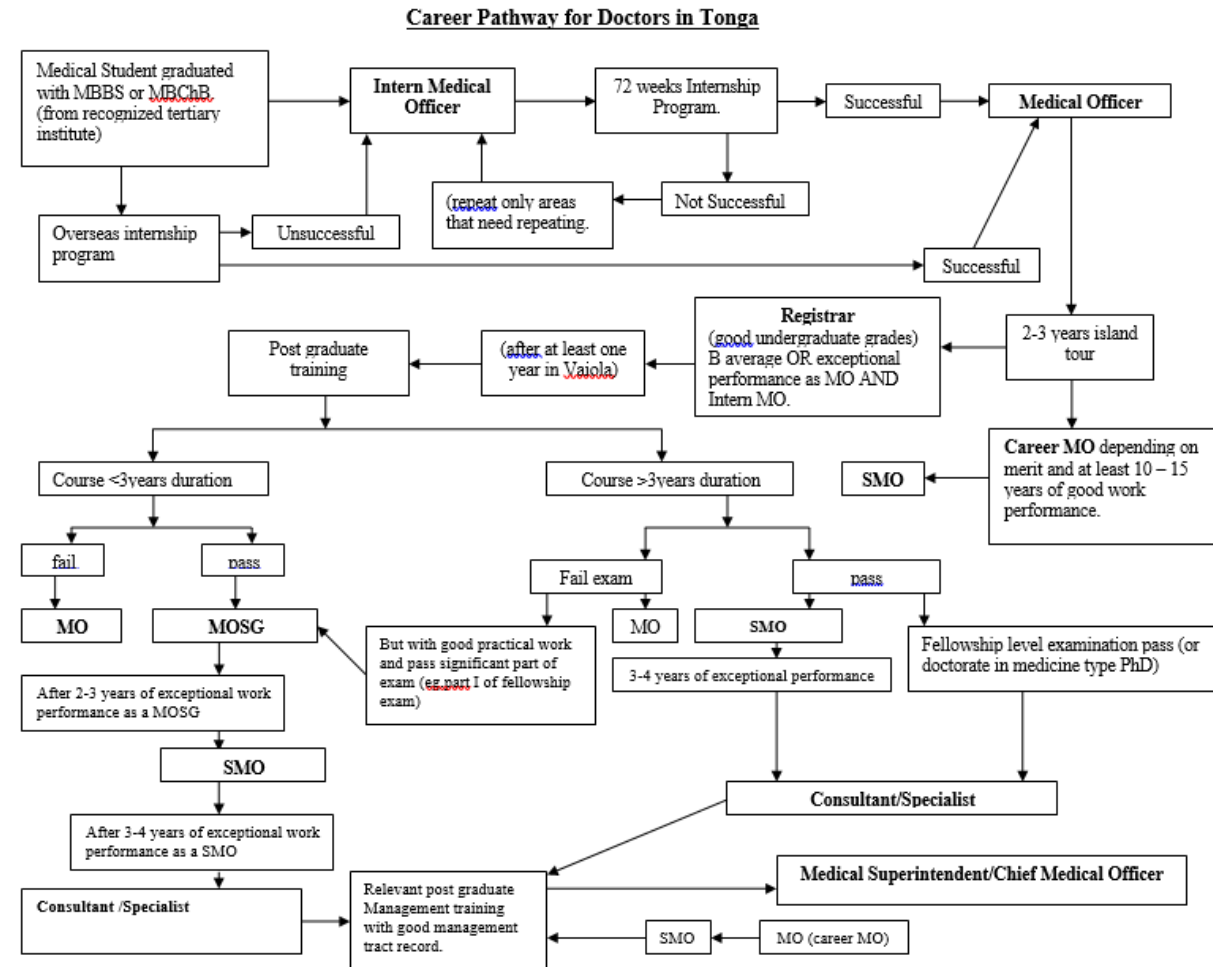 Career Pathway for Doctors in Tonga
Medical Student graduated
with MBBS or MBChB.
(from recognized tertiary
institute)
Intern Medical
Officer
72 weeks Internship
Program.
Successful
Medical Officer
Overseas internship
program
Unsuccessful
(repeat only areas
that need repeating.
Not Successful
Successful
Post graduate
training
(after at least one
year in Vaiola)
Registrar
(good undergraduate grades)
B average OR exceptional
performance as MO AND
Intern MO.
2-3 years island
tour
Course <3years duration
Course >3years duration
SMO
Career MO depending on
merit and at least 10 – 15
years of good work
performance.
fail
pass
Fail exam
pass
MO
MOSG
But with good practical work
and pass significant part of
exam (eg.part I of fellowship
exam)
MO
SMO
Fellowship level examination pass (or
doctorate in medicine type PhD)
After 2-3 years of exceptional work
performance as a MOSG
3-4 years of exceptional performance
SMO
Consultant/Specialist
After 3-4 years of exceptional work
performance as a SMO
Consultant /Specialist
Relevant post graduate
Management training
with good management
tract record.
Medical Superintendent/Chief Medical Officer
SMO
MO (career MO)